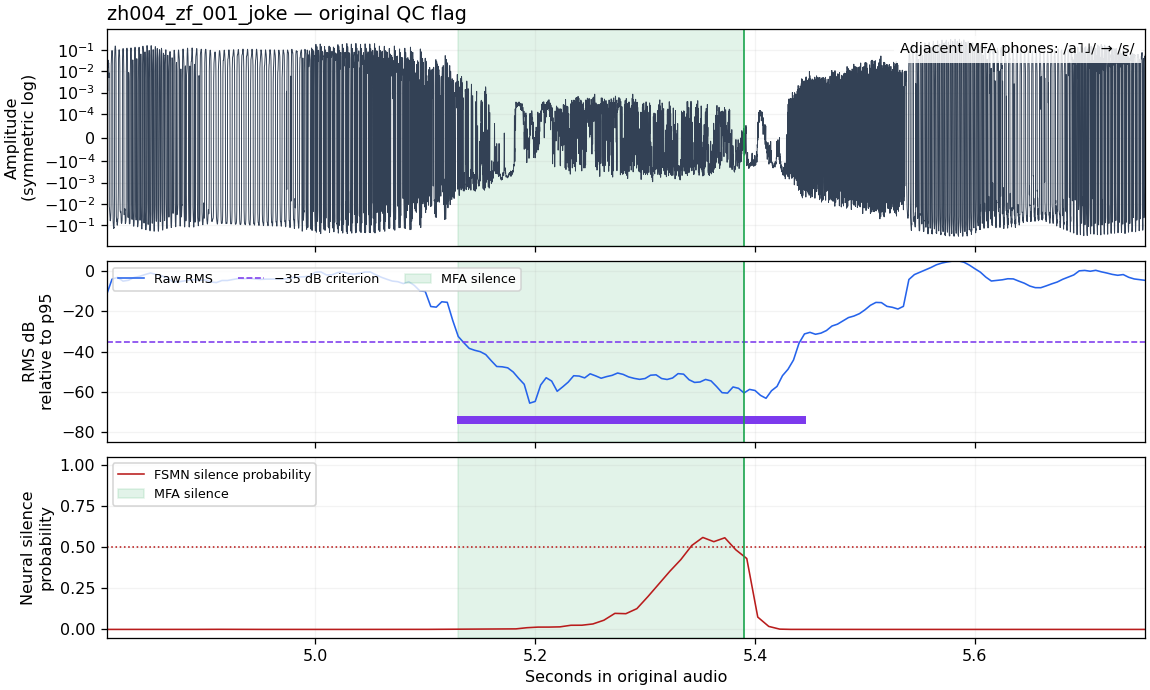 zh004_zf_001_joke — original QC flag
Adjacent MFA phones: /a˥˩/ → /ʂ/
Amplitude
(symmetric log)
10⁻¹
10⁻²
10⁻³
10⁻⁴
0
−10⁻⁴
−10⁻³
−10⁻²
−10⁻¹
Raw RMS
−35 dB criterion
MFA silence
RMS dB
relative to p95
0
−20
−40
−60
−80
FSMN silence probability
MFA silence
Neural silence
probability
1.00
0.75
0.50
0.25
0.00
5.0
5.2
5.4
5.6
Seconds in original audio